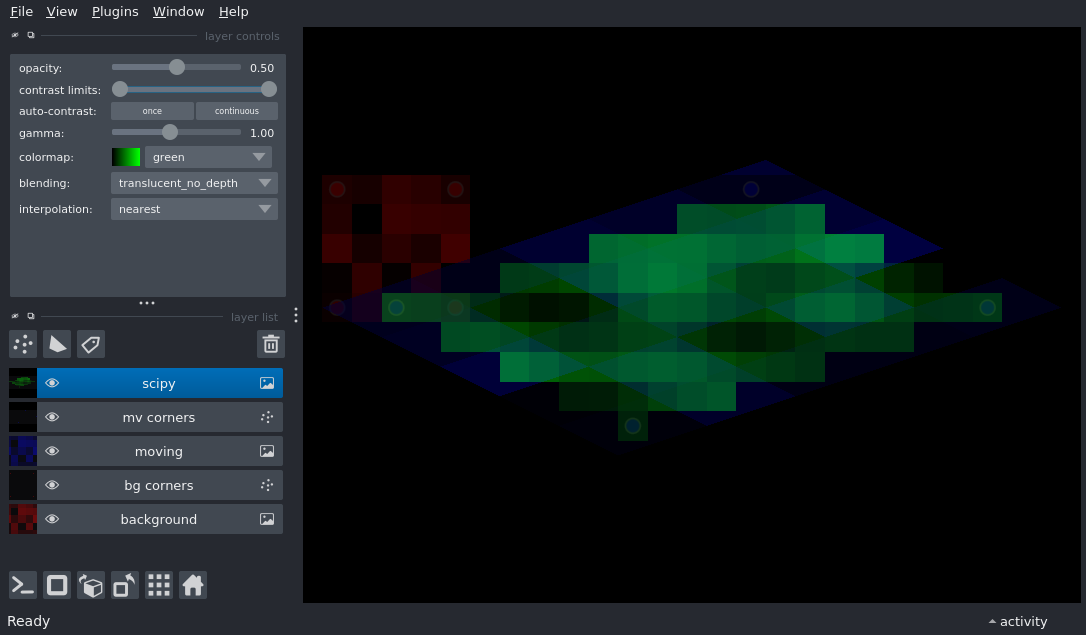 File View Plugins Window Help
layer controls
opacity: 0.50
contrast limits:
auto-contrast: once continuous
gamma: 1.00
colormap: green
blending: translucent_no_depth
interpolation: nearest
layer list
scipy
mv corners
moving
bg corners
background
Ready
activity